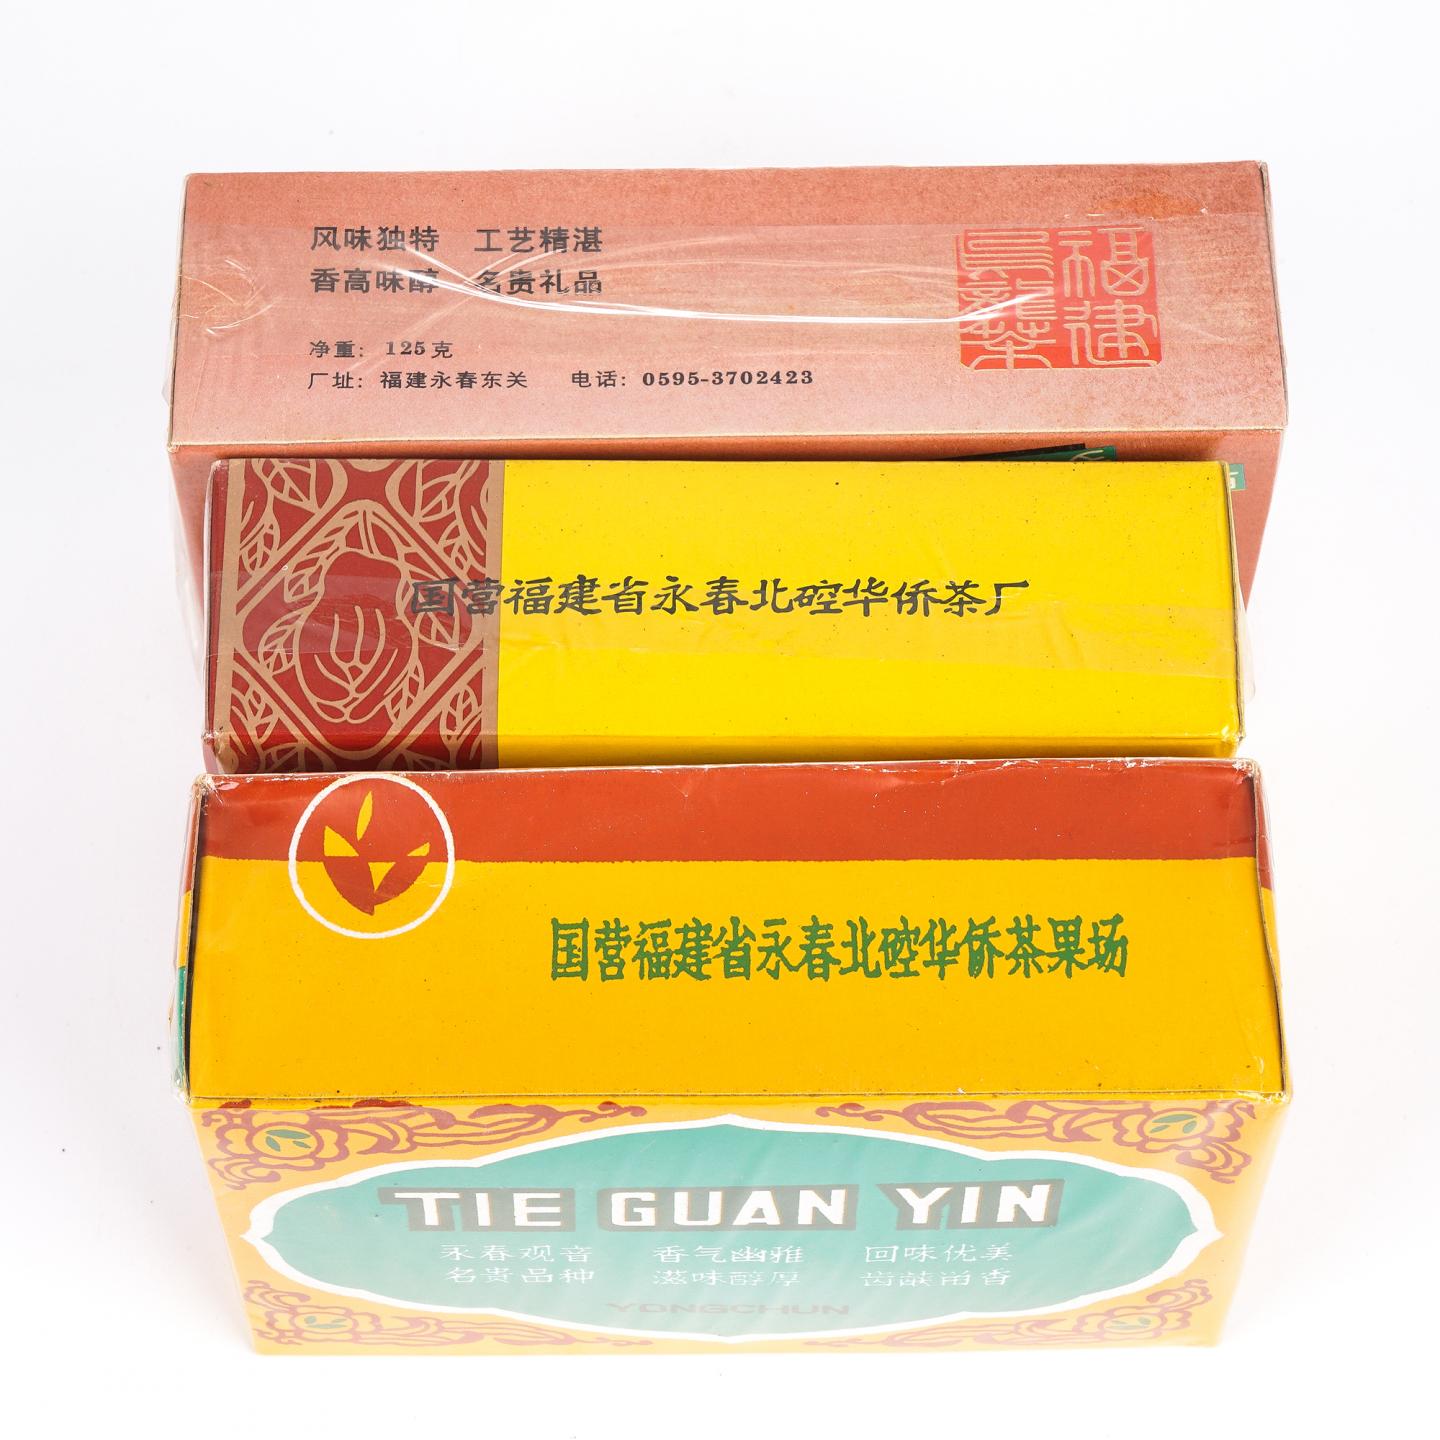 风味独特 工艺精湛
香高味醇 名贵礼品
净重：125克
厂址：福建永春东关 电话：0595-3702423
福建
乌龙茶
国营福建省永春北硿华侨茶厂
国营福建省永春北硿华侨茶果场
TIE GUAN YIN
永春观音 香气幽雅 回味优美
名贵品种 滋味醇厚 齿颊留香
YONGCHUN